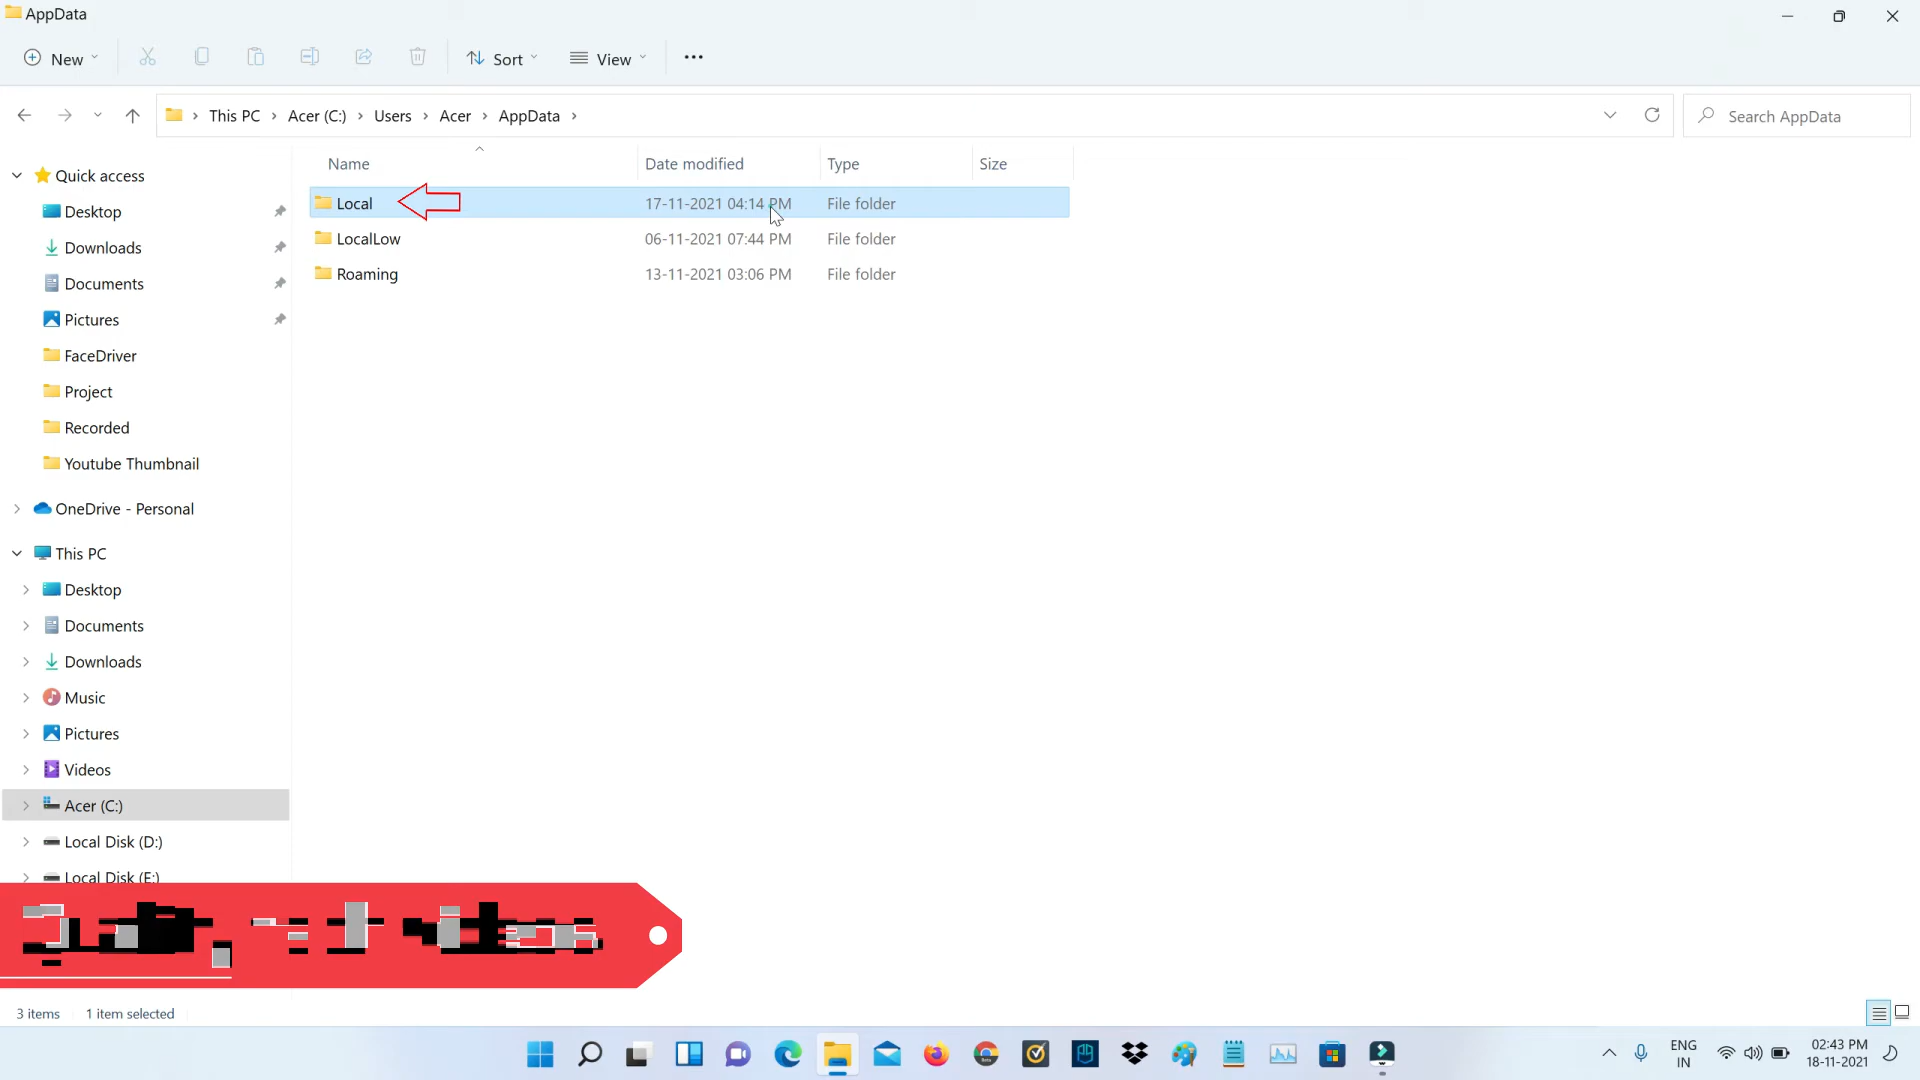 AppData
New
Sort
View
This PC
Acer (C:)
Users
Acer
AppData
Search AppData
Name
Date modified
Type
Size
Local
17-11-2021 04:14 PM
File folder
LocalLow
06-11-2021 07:44 PM
File folder
Roaming
13-11-2021 03:06 PM
File folder
Quick access
Desktop
Downloads
Documents
Pictures
FaceDriver
Project
Recorded
Youtube Thumbnail
OneDrive - Personal
This PC
Desktop
Documents
Downloads
Music
Pictures
Videos
Acer (C:)
Local Disk (D:)
Local Disk (E:)
3 items
1 item selected
ENG
IN
02:43 PM
18-11-2021